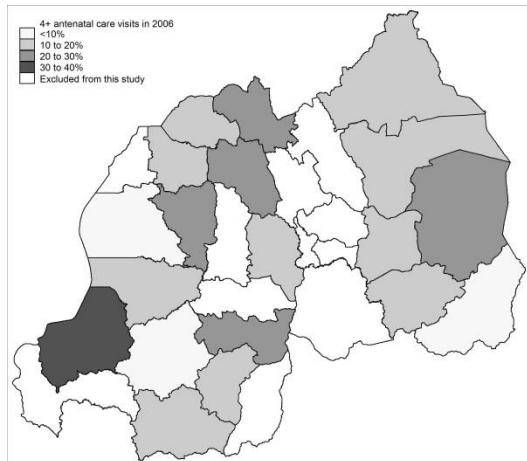 4+ antenatal care visits in 2006
<10%
10 to 20%
20 to 30%
30 to 40%
Excluded from this study